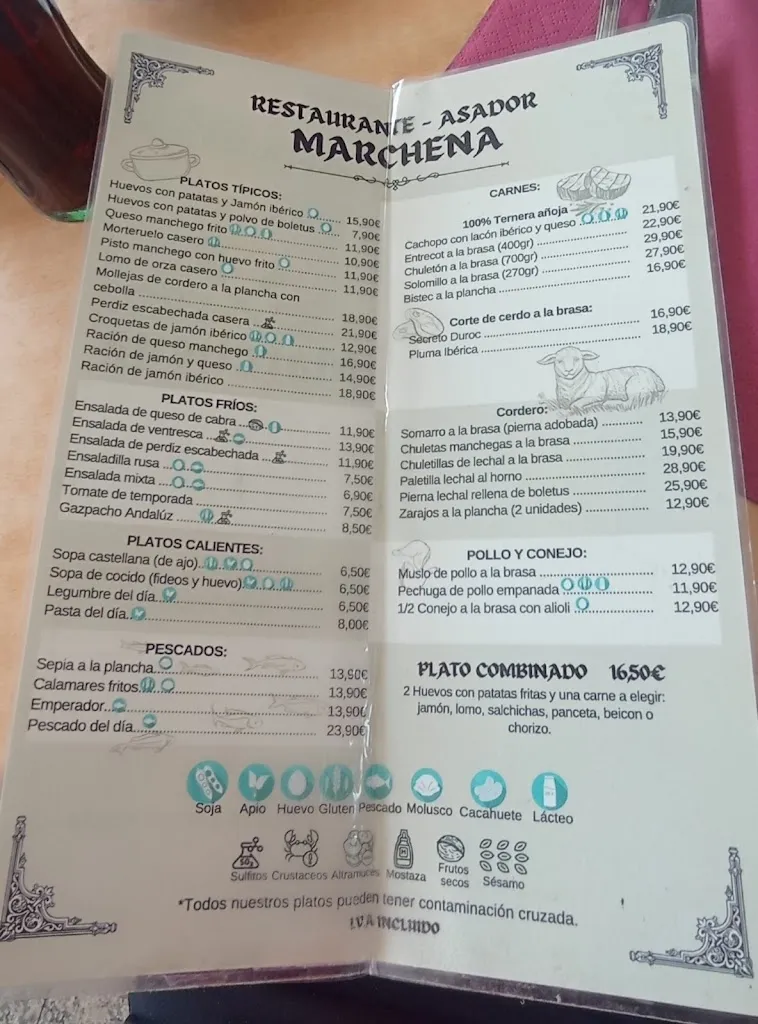 RESTAURANTE - ASADOR
MARCHENA
PLATOS TÍPICOS:
Huevos con patatas y Jamón ibérico ...... 15,90€
Huevos con patatas y polvo de boletus ... 7,90€
Queso manchego frito ...... 11,90€
Morteruelo casero ...... 10,90€
Pisto manchego con huevo frito ...... 11,90€
Lomo de orza casero ...... 11,90€
Mollejas de cordero a la plancha con
cebolla ...... 18,90€
Perdiz escabechada casera ...... 21,90€
Croquetas de jamón ibérico ...... 12,90€
Ración de queso manchego ...... 16,90€
Ración de jamón y queso ...... 14,90€
Ración de jamón ibérico ...... 18,90€
PLATOS FRÍOS:
Ensalada de queso de cabra ...... 11,90€
Ensalada de ventresca ...... 13,90€
Ensalada de perdiz escabechada ...... 11,90€
Ensaladilla rusa ...... 7,50€
Ensalada mixta ...... 6,90€
Tomate de temporada ...... 7,50€
Gazpacho Andalúz ...... 8,50€
PLATOS CALIENTES:
Sopa castellana (de ajo) ...... 6,50€
Sopa de cocido (fideos y huevo) ...... 6,50€
Legumbre del día ...... 6,50€
Pasta del día ...... 8,00€
PESCADOS:
Sepia a la plancha ...... 13,90€
Calamares fritos ...... 13,90€
Emperador ...... 13,90€
Pescado del día ...... 23,90€
CARNES:
100% Ternera añoja
Cachopo con lacón ibérico y queso ...... 21,90€
Entrecot a la brasa (400gr) ...... 22,90€
Chuletón a la brasa (700gr) ...... 29,90€
Solomillo a la brasa (270gr) ...... 27,90€
Bistec a la plancha ...... 16,90€
Corte de cerdo a la brasa:
Secreto Duroc ...... 16,90€
Pluma Ibérica ...... 18,90€
Cordero:
Somarro a la brasa (pierna adobada) ...... 13,90€
Chuletas manchegas a la brasa ...... 15,90€
Chuletillas de lechal a la brasa ...... 19,90€
Paletilla lechal al horno ...... 28,90€
Pierna lechal rellena de boletus ...... 25,90€
Zarajos a la plancha (2 unidades) ...... 12,90€
POLLO Y CONEJO:
Muslo de pollo a la brasa ...... 12,90€
Pechuga de pollo empanada ...... 11,90€
1/2 Conejo a la brasa con alioli ...... 12,90€
PLATO COMBINADO 16,50€
2 Huevos con patatas fritas y una carne a elegir:
jamón, lomo, salchichas, panceta, beicon o
chorizo.
Soja Apio Huevo Gluten Pescado Molusco Cacahuete Lácteo
Sulfitos Crustaceos Altramuces Mostaza Frutos secos Sésamo
*Todos nuestros platos pueden tener contaminación cruzada.
I.V.A INCLUIDO